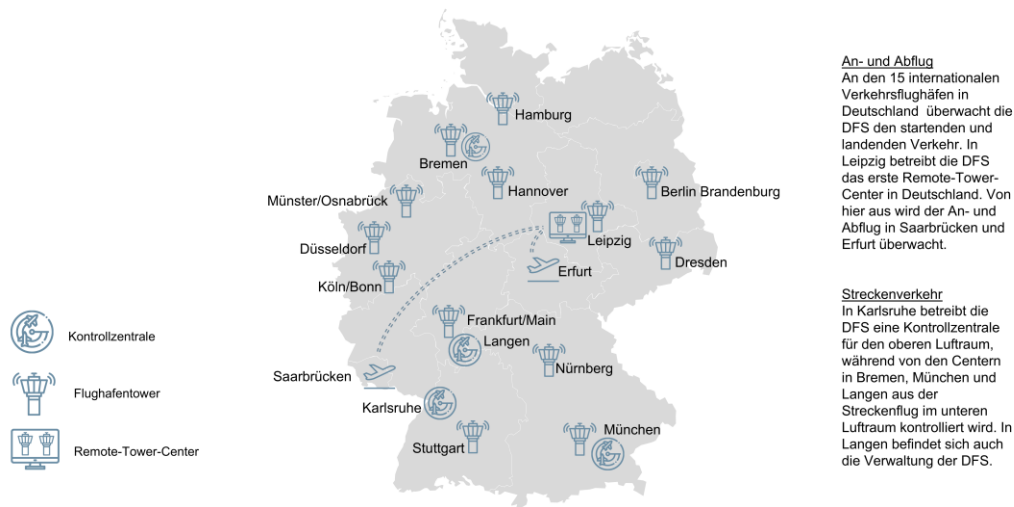 Hamburg
Bremen
Hannover
Berlin Brandenburg
Münster/Osnabrück
Düsseldorf
Leipzig
Dresden
Erfurt
Köln/Bonn
Frankfurt/Main
Langen
Nürnberg
Saarbrücken
Karlsruhe
Stuttgart
München
Kontrollzentrale
Flughafentower
Remote-Tower-Center
An- und Abflug
An den 15 internationalen
Verkehrsflughäfen in
Deutschland überwacht die
DFS den startenden und
landenden Verkehr. In
Leipzig betreibt die DFS
das erste Remote-Tower-
Center in Deutschland. Von
hier aus wird der An- und
Abflug in Saarbrücken und
Erfurt überwacht.
Streckenverkehr
In Karlsruhe betreibt die
DFS eine Kontrollzentrale
für den oberen Luftraum,
während von den Centern
in Bremen, München und
Langen aus der
Streckenflug im unteren
Luftraum kontrolliert wird. In
Langen befindet sich auch
die Verwaltung der DFS.